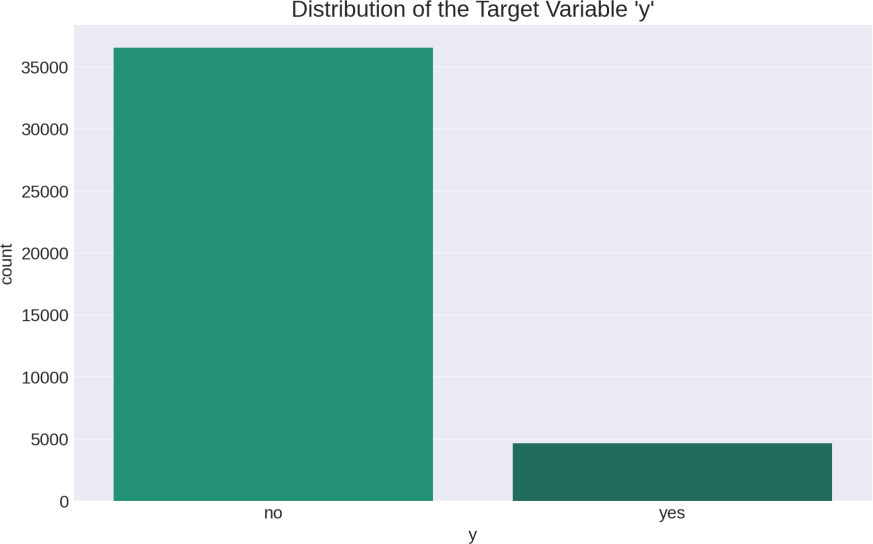 Distribution of the Target Variable 'y'
35000
30000
25000
20000
15000
10000
5000
0
count
no yes
y